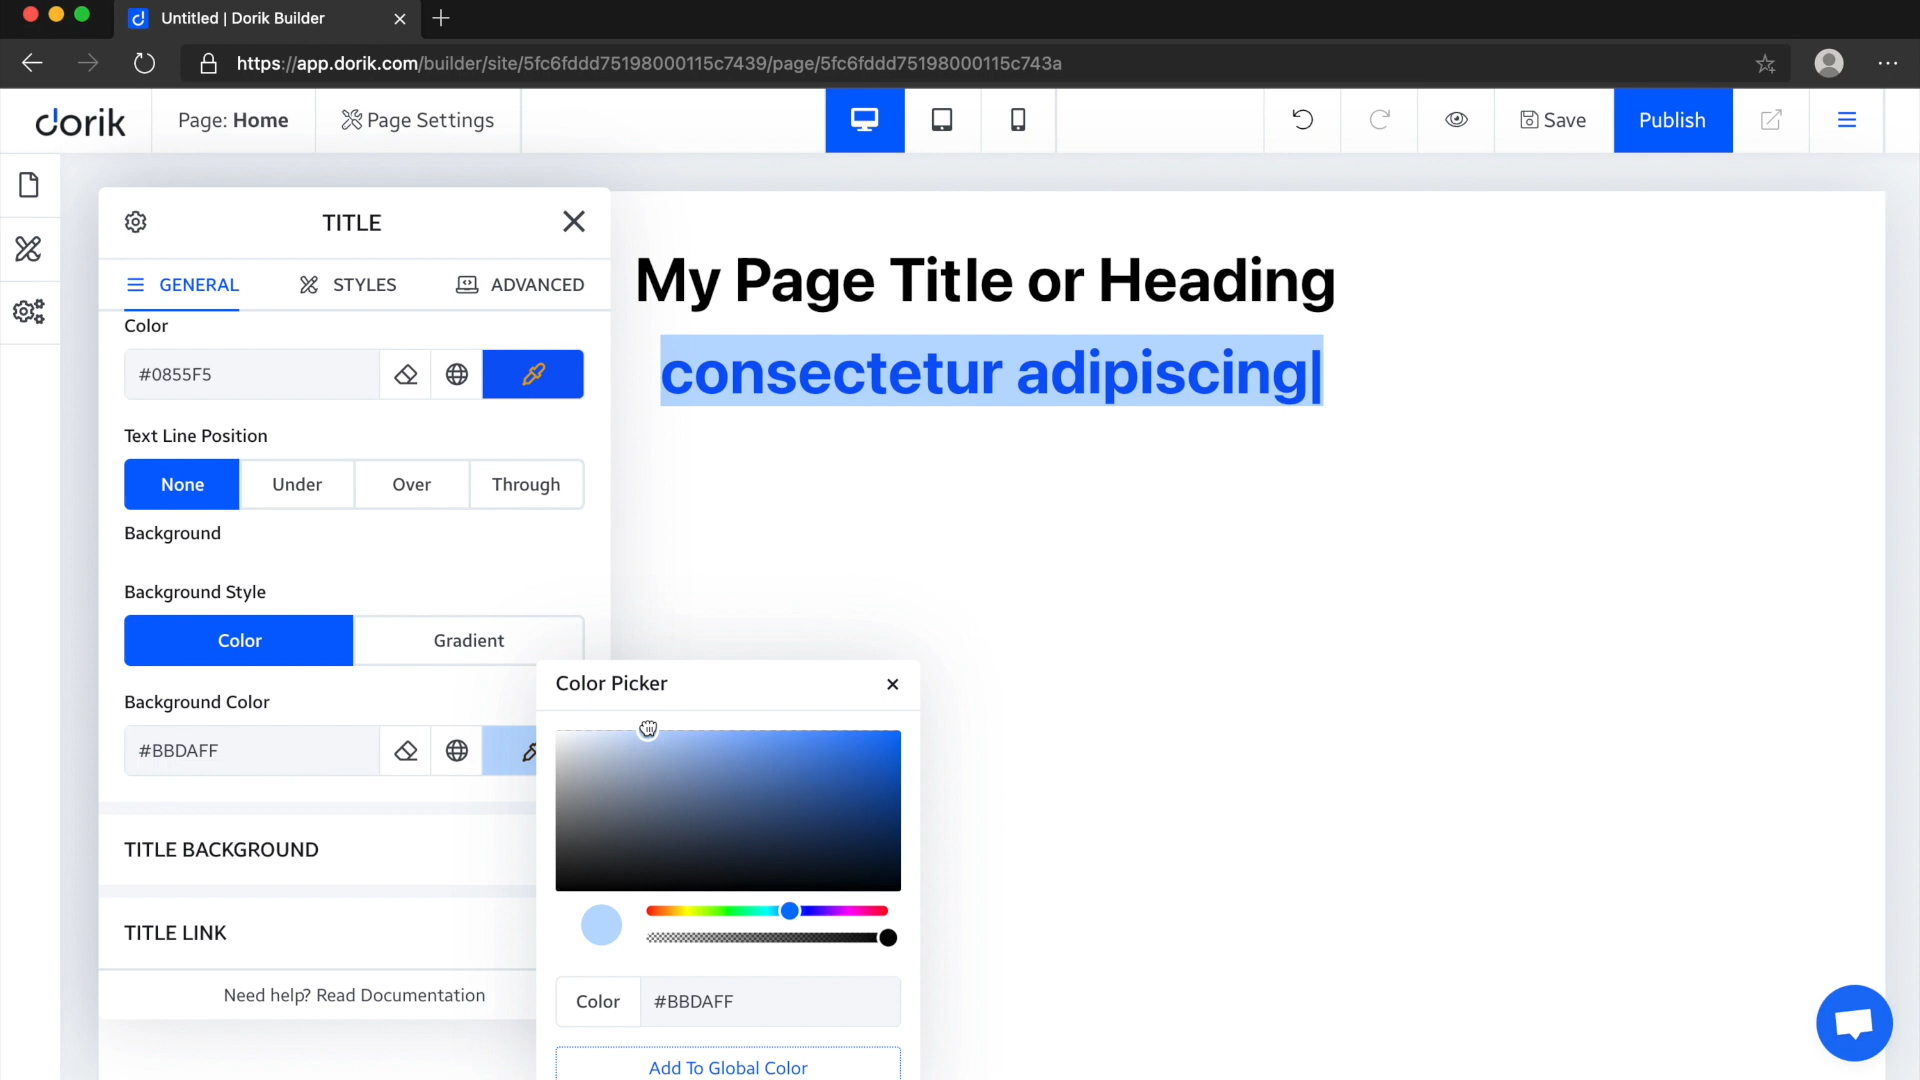 Untitled | Dorik Builder
https://app.dorik.com/builder/site/5fc6fddd75198000115c7439/page/5fc6fddd75198000115c743a
dorik
Page: Home
Page Settings
Save
Publish
TITLE
GENERAL
STYLES
ADVANCED
Color
#0855F5
Text Line Position
None
Under
Over
Through
Background
Background Style
Color
Gradient
Background Color
#BBDAFF
TITLE BACKGROUND
TITLE LINK
Need help? Read Documentation
My Page Title or Heading
consectetur adipiscing|
Color Picker
Color
#BBDAFF
Add To Global Color